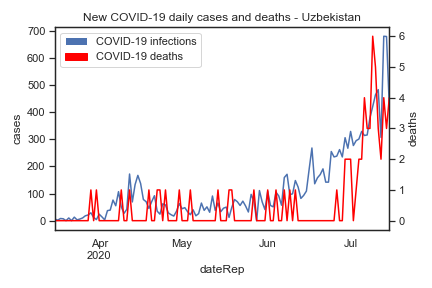 New COVID-19 daily cases and deaths - Uzbekistan
COVID-19 infections
COVID-19 deaths
700
600
500
400
300
200
100
0
cases
6
5
4
3
2
1
0
deaths
Apr
2020
May
Jun
Jul
dateRep